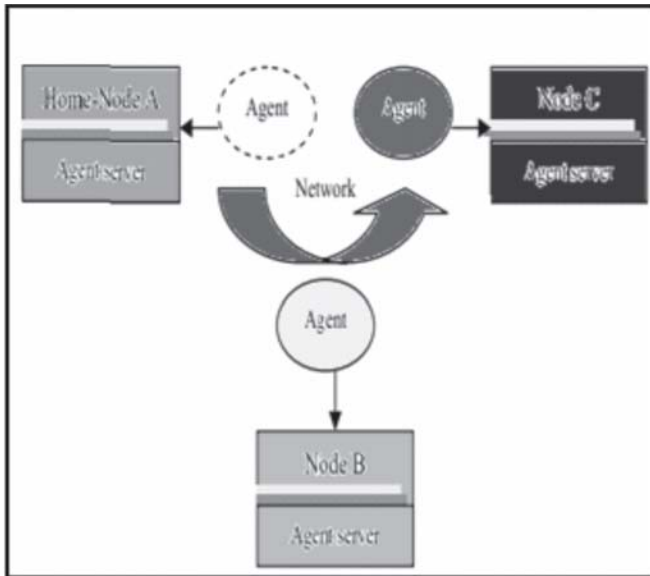 Home-Node A
Agent server
Agent
Agent
Node C
Agent server
Network
Agent
Node B
Agent server